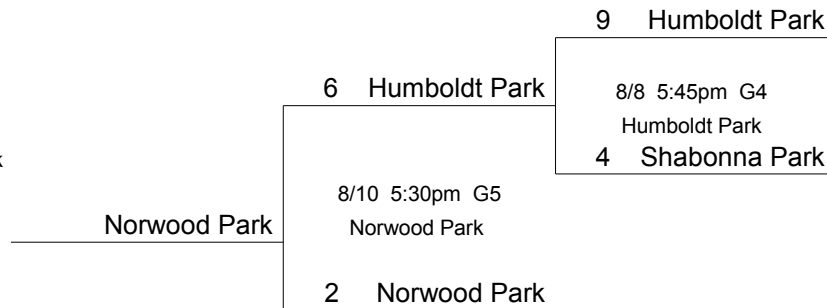 9 Humboldt Park
6 Humboldt Park
8/8 5:45pm G4
Humboldt Park
4 Shabonna Park
8/10 5:30pm G5
Norwood Park
Norwood Park
2 Norwood Park